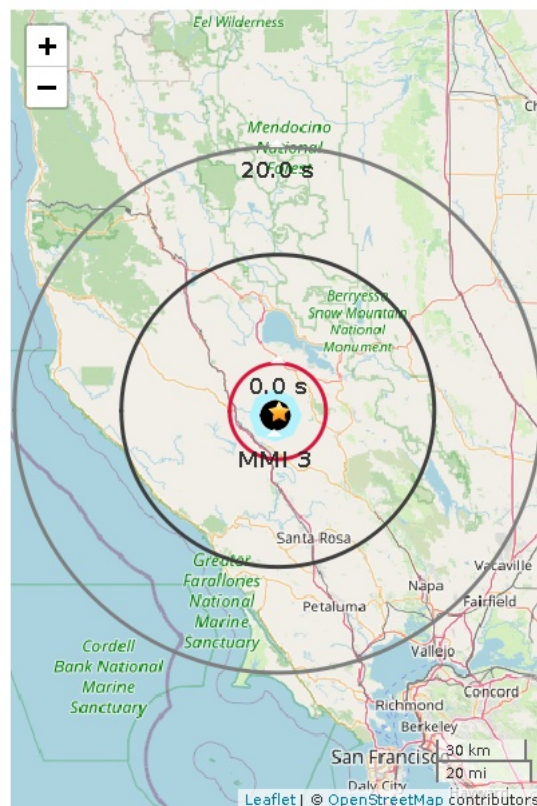 Eel Wilderness
+
−
Ch
Mendocino
National
Forest
20.0 s
Berryessa
Snow Mountain
National
Monument
0.0 s
MMI 3
Santa Rosa
Greater
Farallones
National
Marine
Sanctuary
Vacaville
Napa
Fairfield
Petaluma
Cordell
Bank National
Marine
Sanctuary
Vallejo
Concord
Richmond
Berkeley
San Francisco
30 km
Daly City
20 mi
Leaflet | © OpenStreetMap contributors